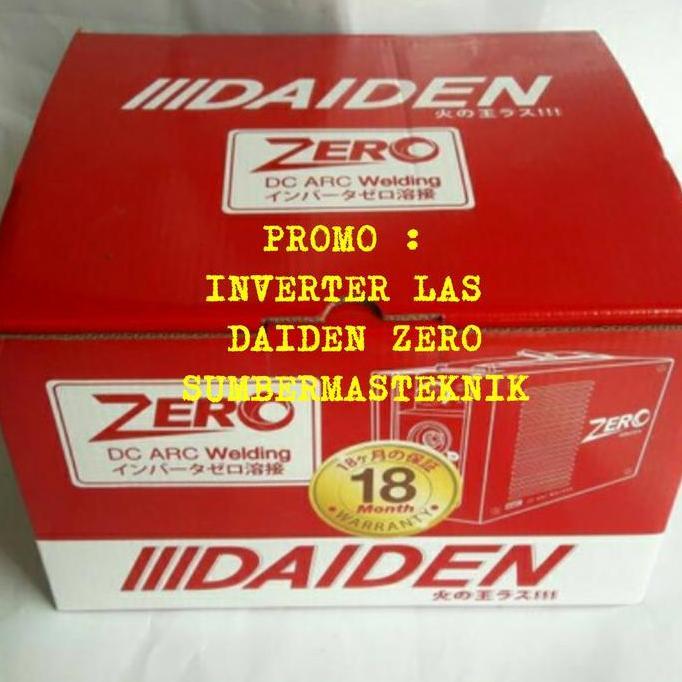 DAIDEN
火の王ラス!!!
ZERO
DC ARC Welding
インバータゼロ溶接
PROMO :
INVERTER LAS
DAIDEN ZERO
SUMBERMASTEKNIK
ZERO
DC ARC Welding
インバータゼロ溶接
ZERO
18ヶ月の保証
18
Month
WARRANTY
DAIDEN
火の王ラス!!!